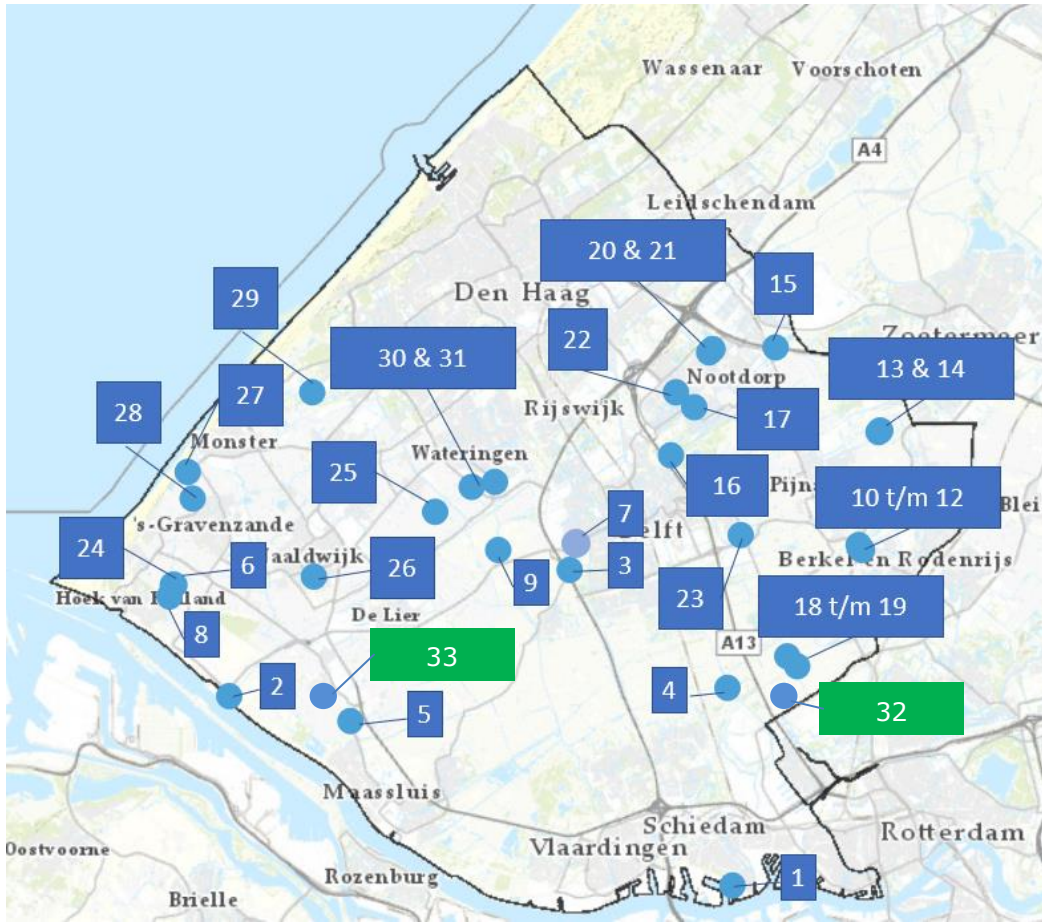 Wassenaar
Voorschoten
A4
Leidschendam
20 & 21
15
29
Den Haag
Zoetermeer
22
30 & 31
13 & 14
Nootdorp
27
Rijswijk
28
17
Monster
25
Wateringen
16
Pijna
10 t/m 12
Blei
's-Gravenzande
7
elft
24
6
aaldwijk
26
9
3
Berkel en Rodenrijs
23
Hoek van Holland
De Lier
18 t/m 19
8
A13
33
2
4
5
32
Maassluis
Schiedam
Rotterdam
Vlaardingen
Oostvoorne
Rozenburg
1
Brielle